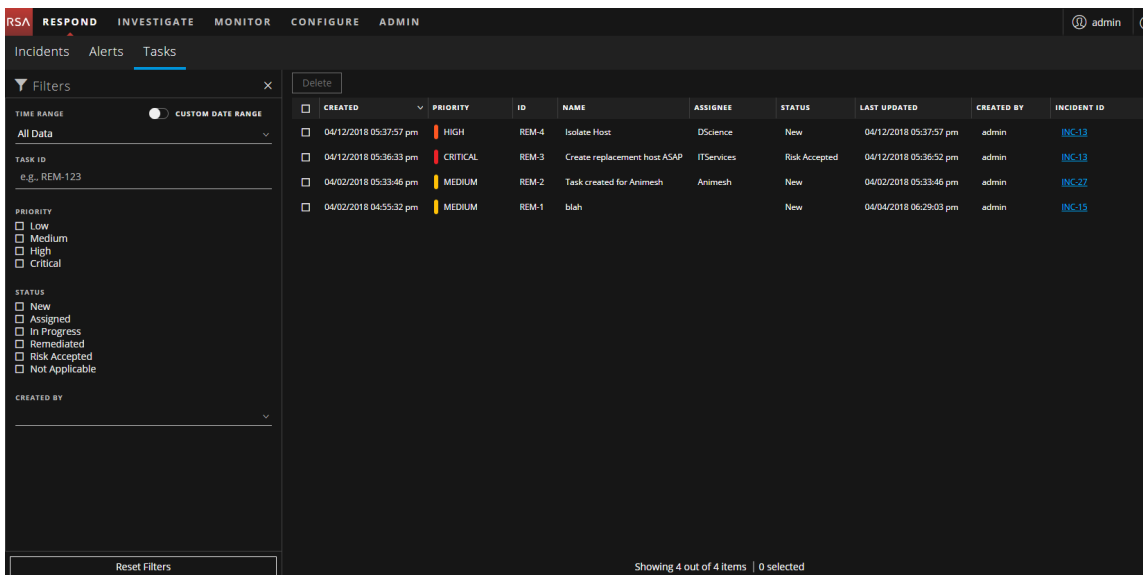 RSA RESPOND INVESTIGATE MONITOR CONFIGURE ADMIN admin
Incidents Alerts Tasks
Filters
TIME RANGE CUSTOM DATE RANGE
All Data
TASK ID
e.g., REM-123
PRIORITY
Low
Medium
High
Critical
STATUS
New
Assigned
In Progress
Remediated
Risk Accepted
Not Applicable
CREATED BY
Reset Filters
Delete
CREATED PRIORITY ID NAME ASSIGNEE STATUS LAST UPDATED CREATED BY INCIDENT ID
04/12/2018 05:37:57 pm HIGH REM-4 Isolate Host DScience New 04/12/2018 05:37:57 pm admin INC-13
04/12/2018 05:36:33 pm CRITICAL REM-3 Create replacement host ASAP ITServices Risk Accepted 04/12/2018 05:36:52 pm admin INC-13
04/02/2018 05:33:46 pm MEDIUM REM-2 Task created for Animesh Animesh New 04/02/2018 05:33:46 pm admin INC-27
04/02/2018 04:55:32 pm MEDIUM REM-1 blah New 04/04/2018 06:29:03 pm admin INC-15
Showing 4 out of 4 items | 0 selected